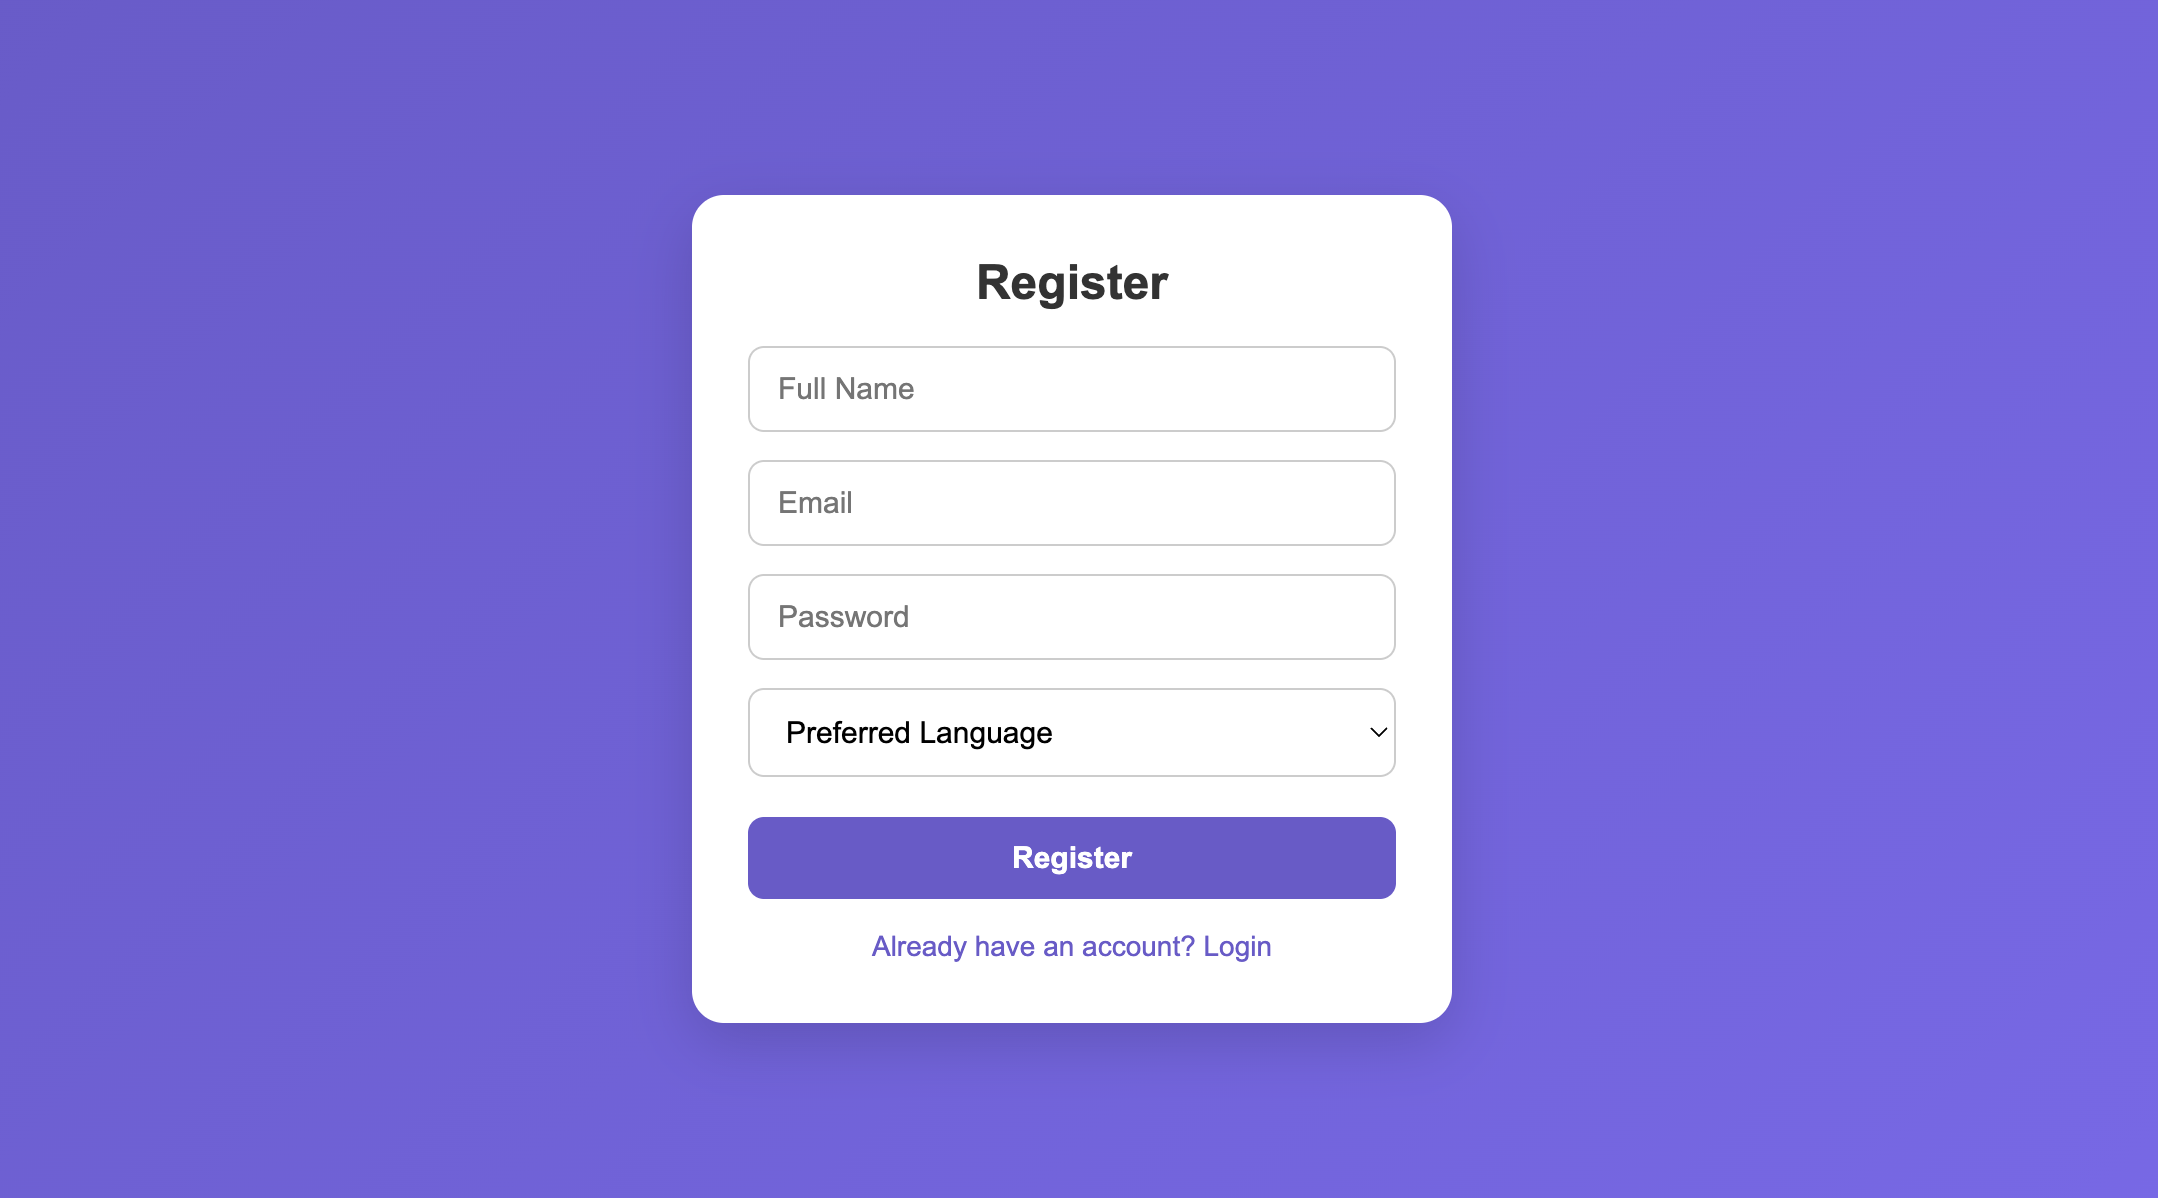 Register
Full Name
Email
Password
Preferred Language
Register
Already have an account? Login